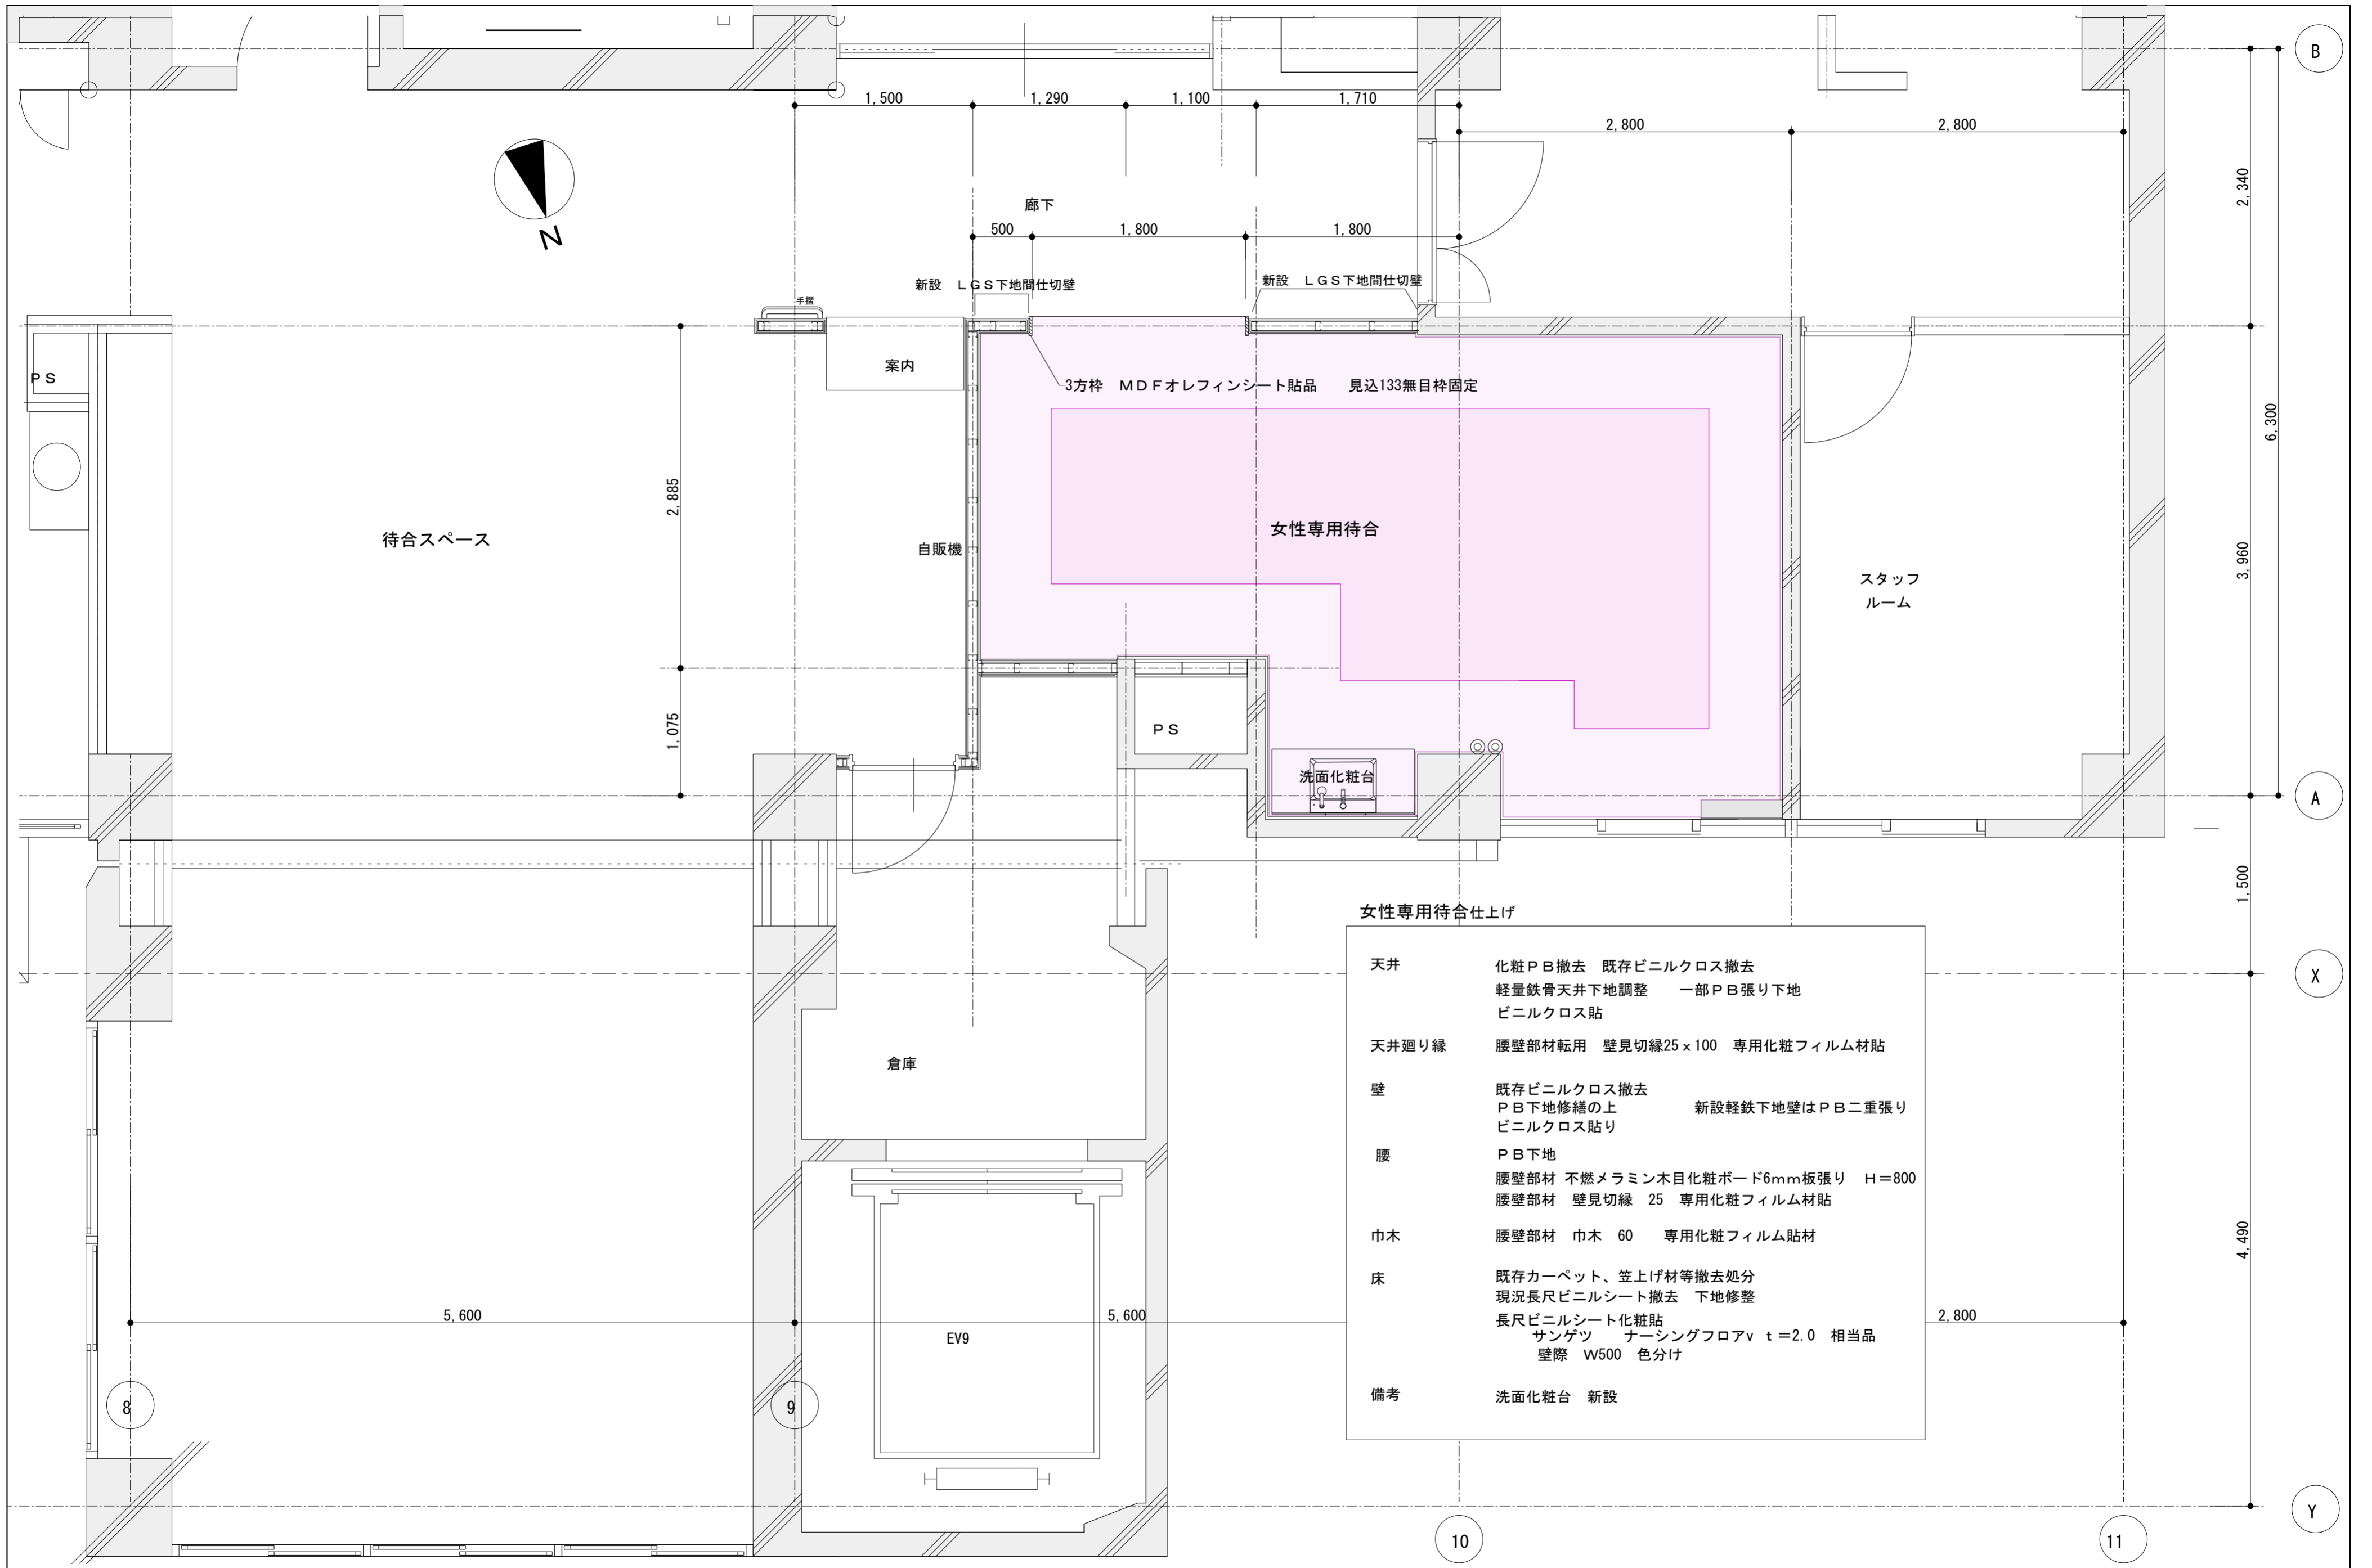 B
1,500
1,290
1,100
1,710
2,800
2,800
2,340
N
廊下
500
1,800
1,800
新設　ＬＧＳ下地間仕切壁
新設　ＬＧＳ下地間仕切壁
手摺
案内
ＰＳ
3方枠　ＭＤＦオレフィンシート貼品　　見込133無目枠固定
6,300
2,885
待合スペース
自販機
女性専用待合
3,960
スタッフ
ルーム
1,075
ＰＳ
洗面化粧台
A
1,500
女性専用待合仕上げ
天井　化粧ＰＢ撤去　既存ビニルクロス撤去
軽量鉄骨天井下地調整　　一部ＰＢ張り下地
ビニルクロス貼
X
天井廻り縁　腰壁部材転用　壁見切縁25ｘ100　専用化粧フィルム材貼
倉庫
壁　既存ビニルクロス撤去
ＰＢ下地修繕の上　　新設軽鉄下地壁はＰＢ二重張り
ビニルクロス貼り
腰　ＰＢ下地
腰壁部材 不燃メラミン木目化粧ボード6ｍｍ板張り　Ｈ＝800
腰壁部材　壁見切縁　25　専用化粧フィルム材貼
巾木　腰壁部材　巾木　60　　専用化粧フィルム貼材
4,490
床　既存カーペット、笠上げ材等撤去処分
現況長尺ビニルシート撤去　下地修整
長尺ビニルシート化粧貼
サンゲツ　　ナーシングフロアv ｔ＝2.0　相当品
壁際　W500　色分け
備考　洗面化粧台　新設
5,600
5,600
2,800
EV9
8
9
10
11
Y